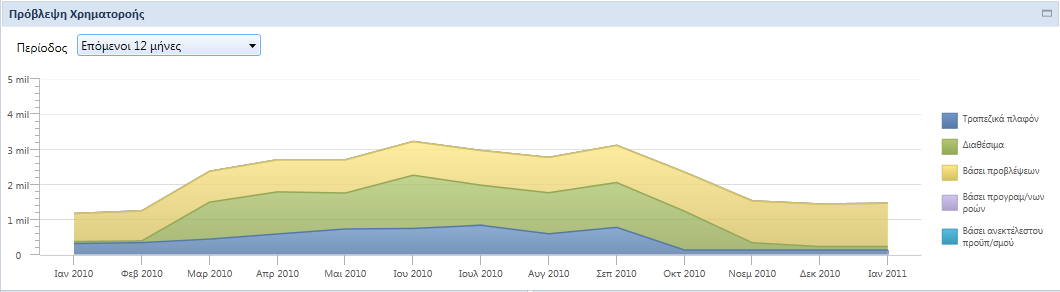 Πρόβλεψη Χρηματοροής
Περίοδος Επόμενοι 12 μήνες
5 mil
4 mil
3 mil
2 mil
1 mil
0
Ιαν 2010 Φεβ 2010 Μαρ 2010 Απρ 2010 Μαι 2010 Ιου 2010 Ιουλ 2010 Αυγ 2010 Σεπ 2010 Οκτ 2010 Νοεμ 2010 Δεκ 2010 Ιαν 2011
Τραπεζικά πλαφόν
Διαθέσιμα
Βάσει προβλέψεων
Βάσει προγραμ/νων
ροών
Βάσει ανεκτέλεστου
προϋπ/σμού